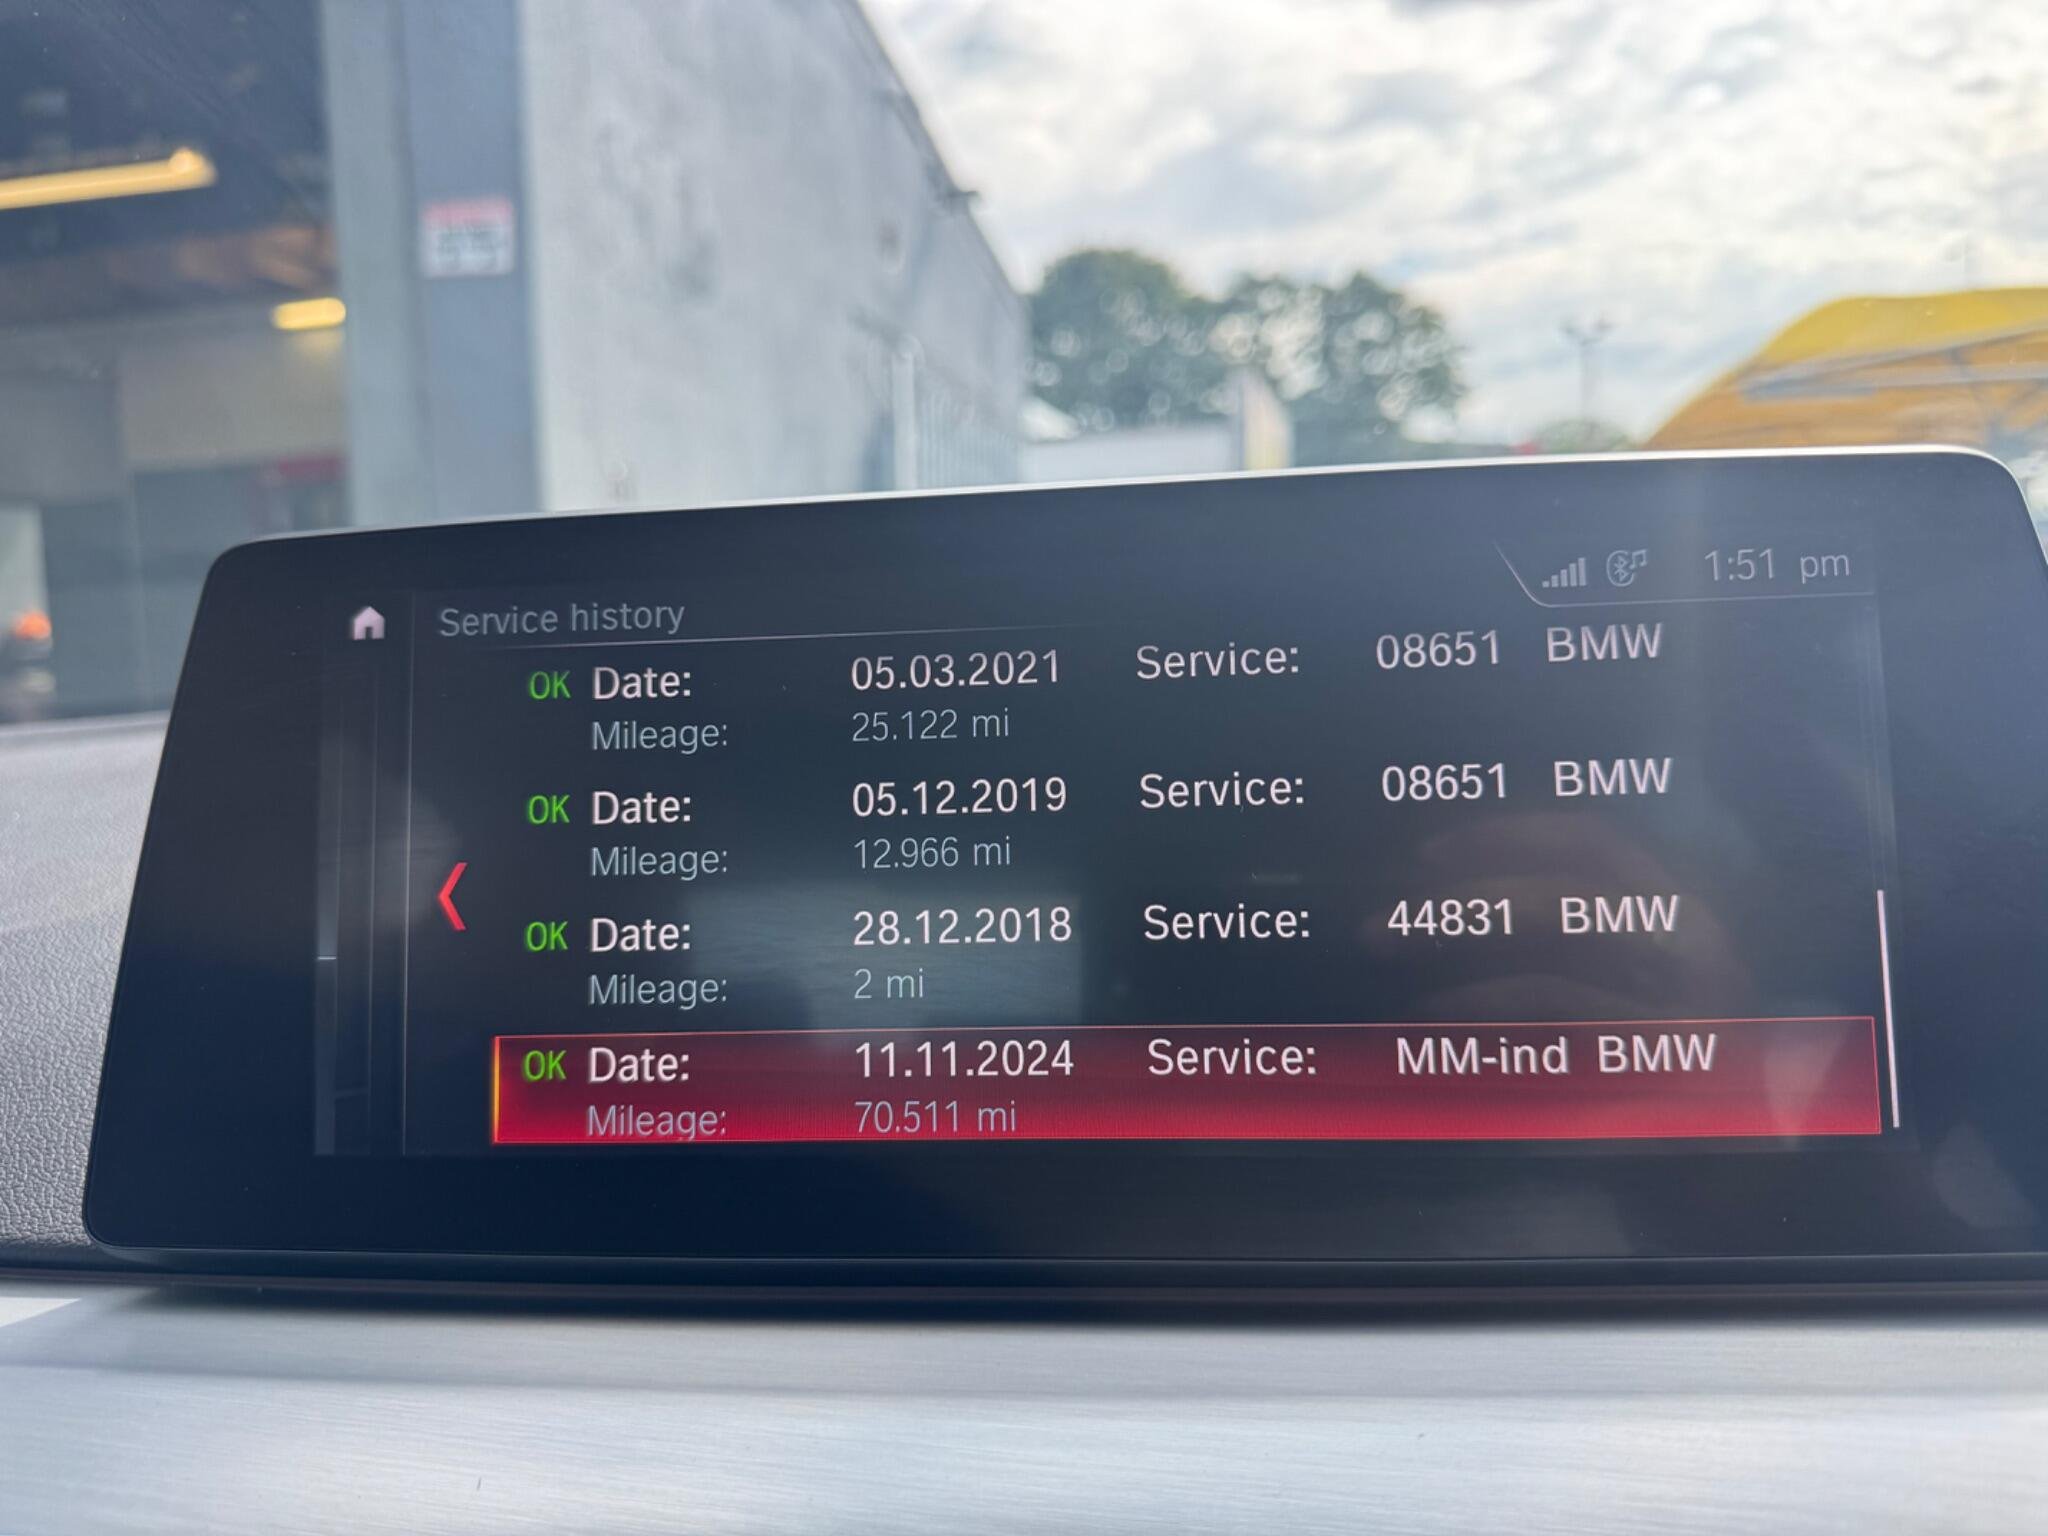 1:51 pm
Service history
OK Date: 05.03.2021 Service: 08651 BMW
Mileage: 25.122 mi
OK Date: 05.12.2019 Service: 08651 BMW
Mileage: 12.966 mi
OK Date: 28.12.2018 Service: 44831 BMW
Mileage: 2 mi
OK Date: 11.11.2024 Service: MM-ind BMW
Mileage: 70.511 mi